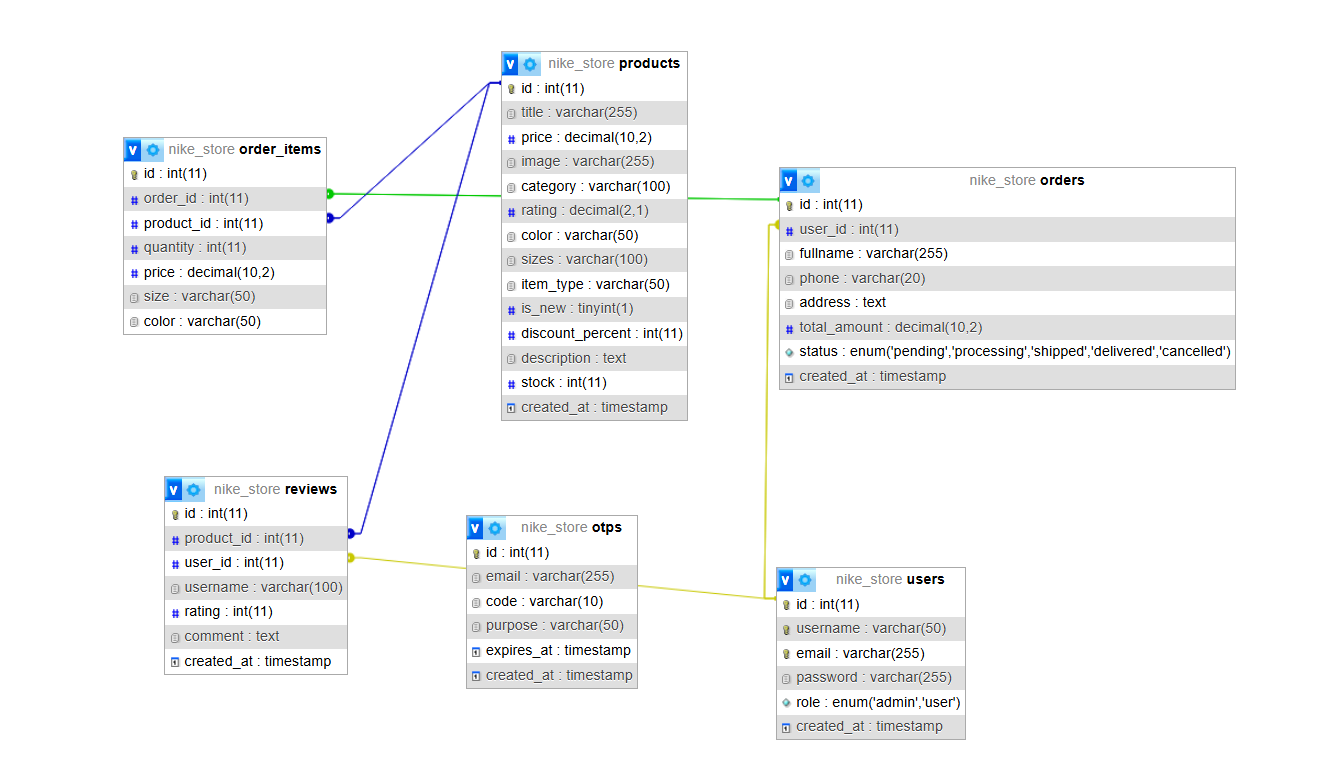 nike_store products
id : int(11)
title : varchar(255)
price : decimal(10,2)
image : varchar(255)
category : varchar(100)
rating : decimal(2,1)
color : varchar(50)
sizes : varchar(100)
item_type : varchar(50)
is_new : tinyint(1)
discount_percent : int(11)
description : text
stock : int(11)
created_at : timestamp
nike_store order_items
id : int(11)
order_id : int(11)
product_id : int(11)
quantity : int(11)
price : decimal(10,2)
size : varchar(50)
color : varchar(50)
nike_store orders
id : int(11)
user_id : int(11)
fullname : varchar(255)
phone : varchar(20)
address : text
total_amount : decimal(10,2)
status : enum('pending','processing','shipped','delivered','cancelled')
created_at : timestamp
nike_store reviews
id : int(11)
product_id : int(11)
user_id : int(11)
username : varchar(100)
rating : int(11)
comment : text
created_at : timestamp
nike_store otps
id : int(11)
email : varchar(255)
code : varchar(10)
purpose : varchar(50)
expires_at : timestamp
created_at : timestamp
nike_store users
id : int(11)
username : varchar(50)
email : varchar(255)
password : varchar(255)
role : enum('admin','user')
created_at : timestamp